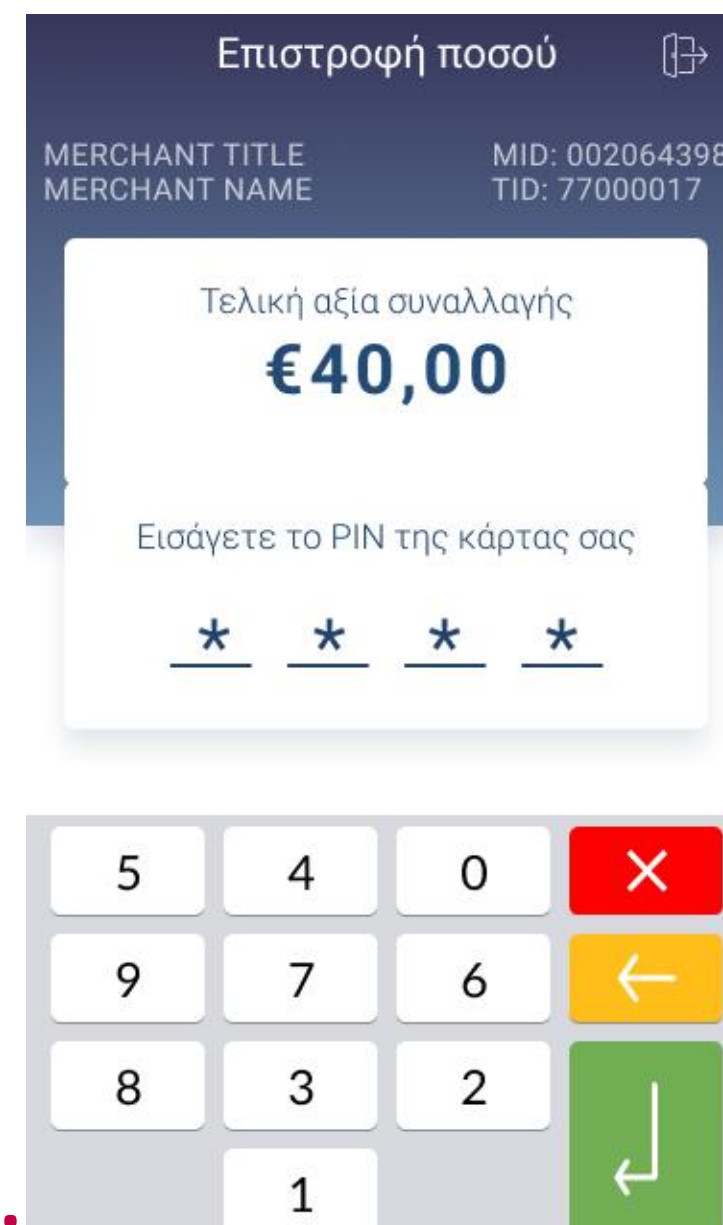 Επιστροφή ποσού
MERCHANT TITLE MID: 002064398
MERCHANT NAME TID: 77000017
Τελική αξία συναλλαγής
€40,00
Εισάγετε το PIN της κάρτας σας
* * * *
5 4 0
9 7 6
8 3 2
1